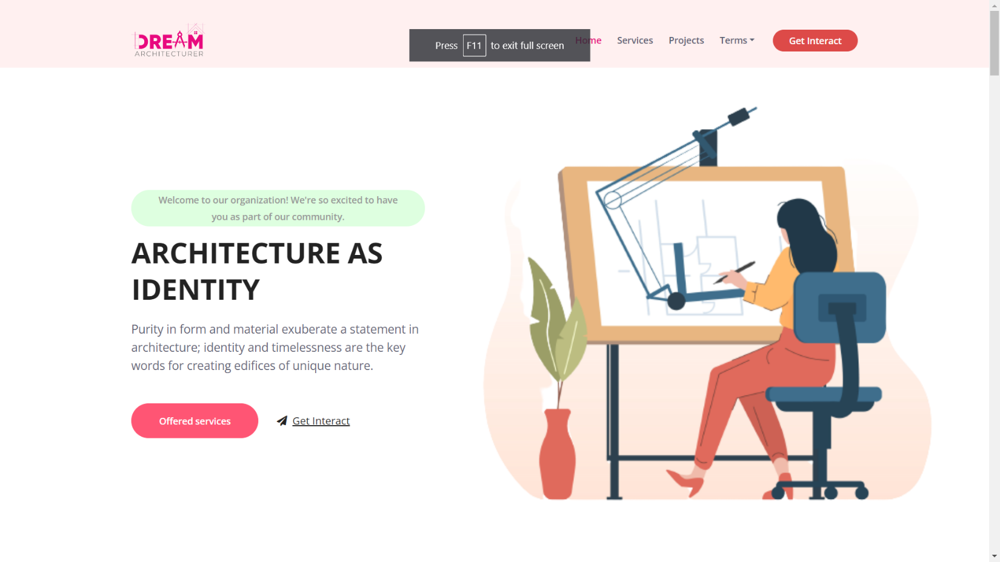 DREAM
ARCHITECTURER
Press F11 to exit full screen
Home
Services
Projects
Terms
Get Interact
Welcome to our organization! We're so excited to have
you as part of our community.
ARCHITECTURE AS
IDENTITY
Purity in form and material exuberate a statement in
architecture; identity and timelessness are the key
words for creating edifices of unique nature.
Offered services
Get Interact